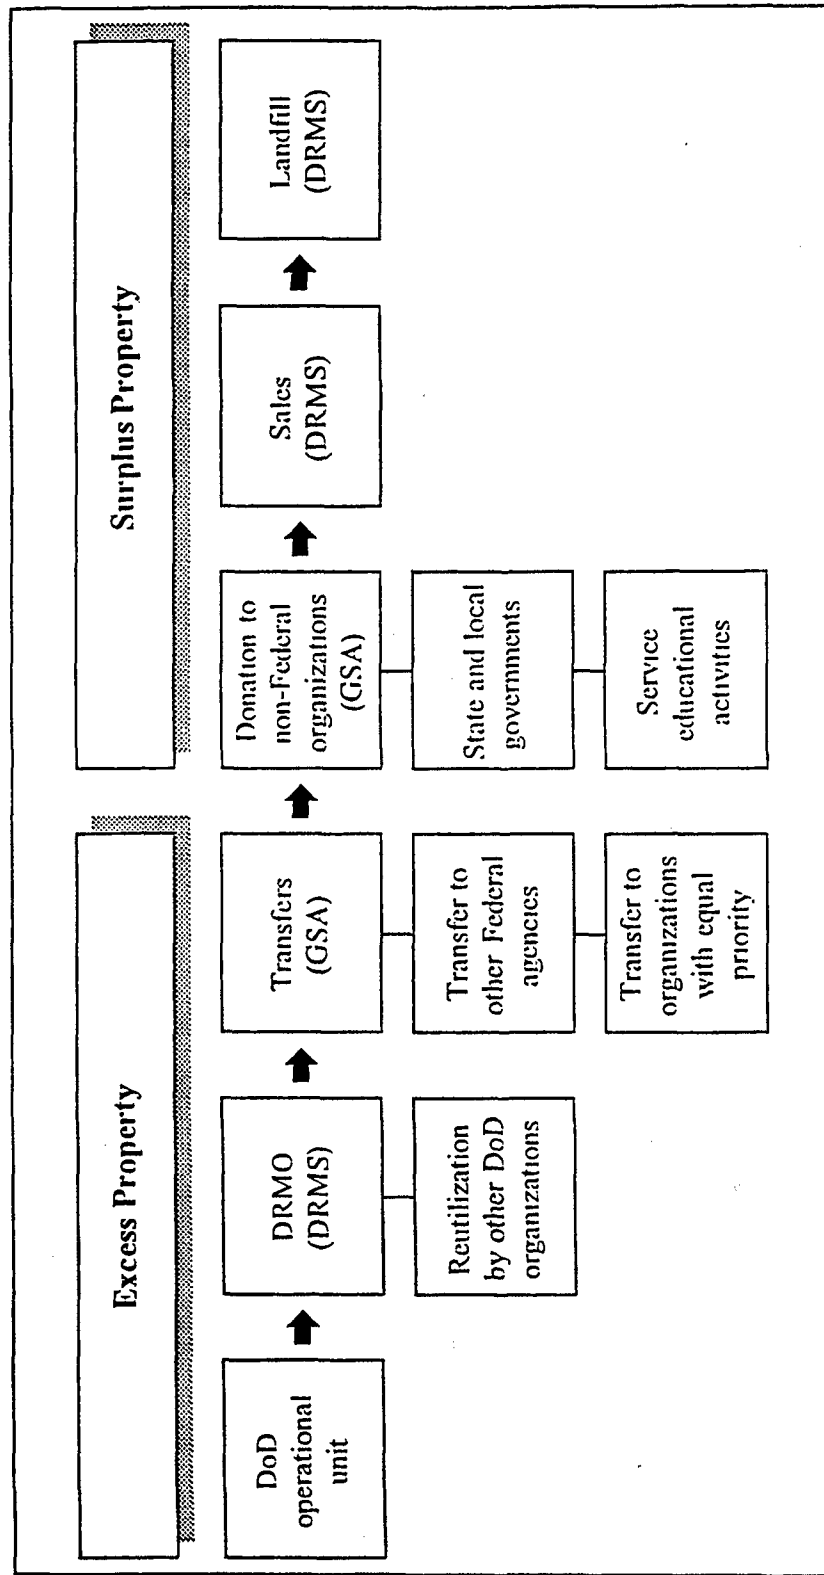 Excess Property
Surplus Property
DoD
operational
unit
DRMO
(DRMS)
Transfers
(GSA)
Donation to
non-Federal
organizations
(GSA)
Sales
(DRMS)
Landfill
(DRMS)
Reutilization
by other DoD
organizations
Transfer to
other Federal
agencies
State and local
governments
Transfer to
organizations
with equal
priority
Service
educational
activities